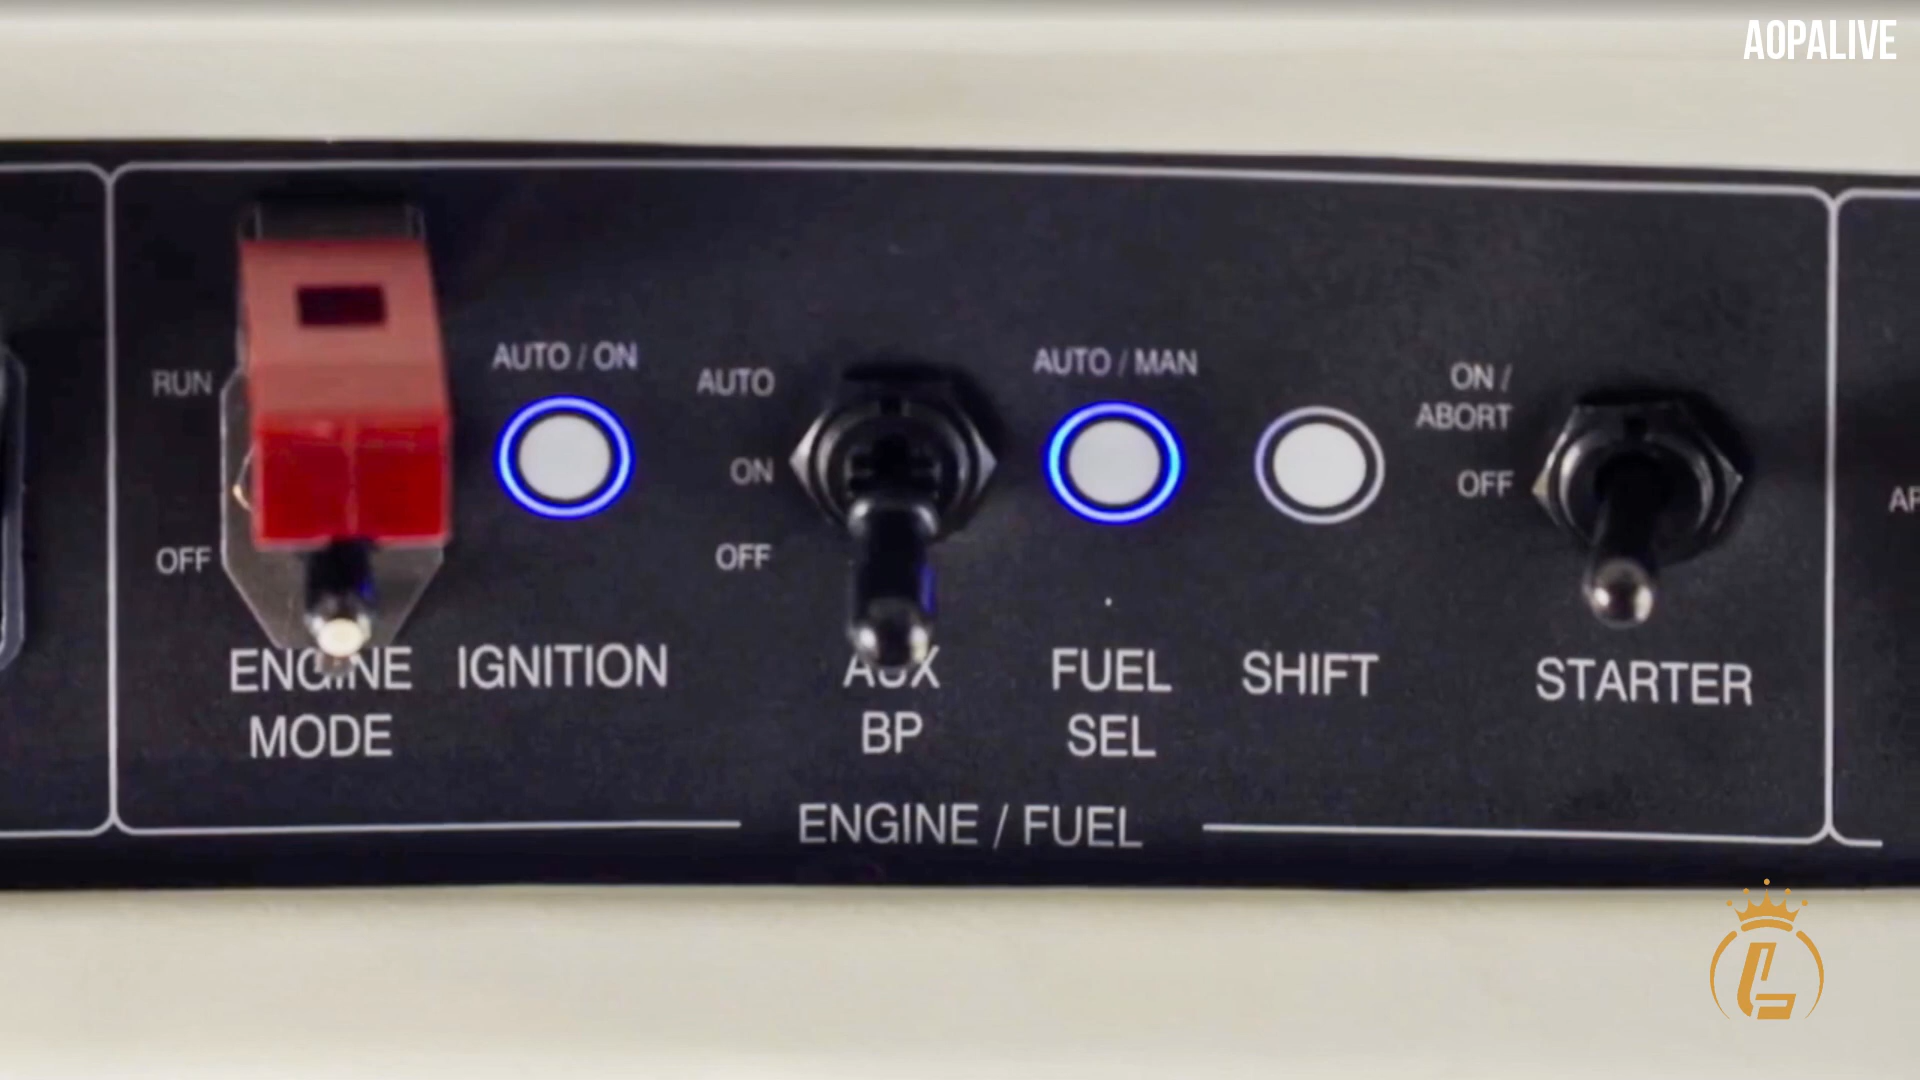 AOPALIVE
RUN
OFF
ENGINE
MODE
AUTO / ON
IGNITION
AUTO
ON
OFF
AUX
BP
AUTO / MAN
FUEL
SEL
SHIFT
ON /
ABORT
OFF
STARTER
ENGINE / FUEL